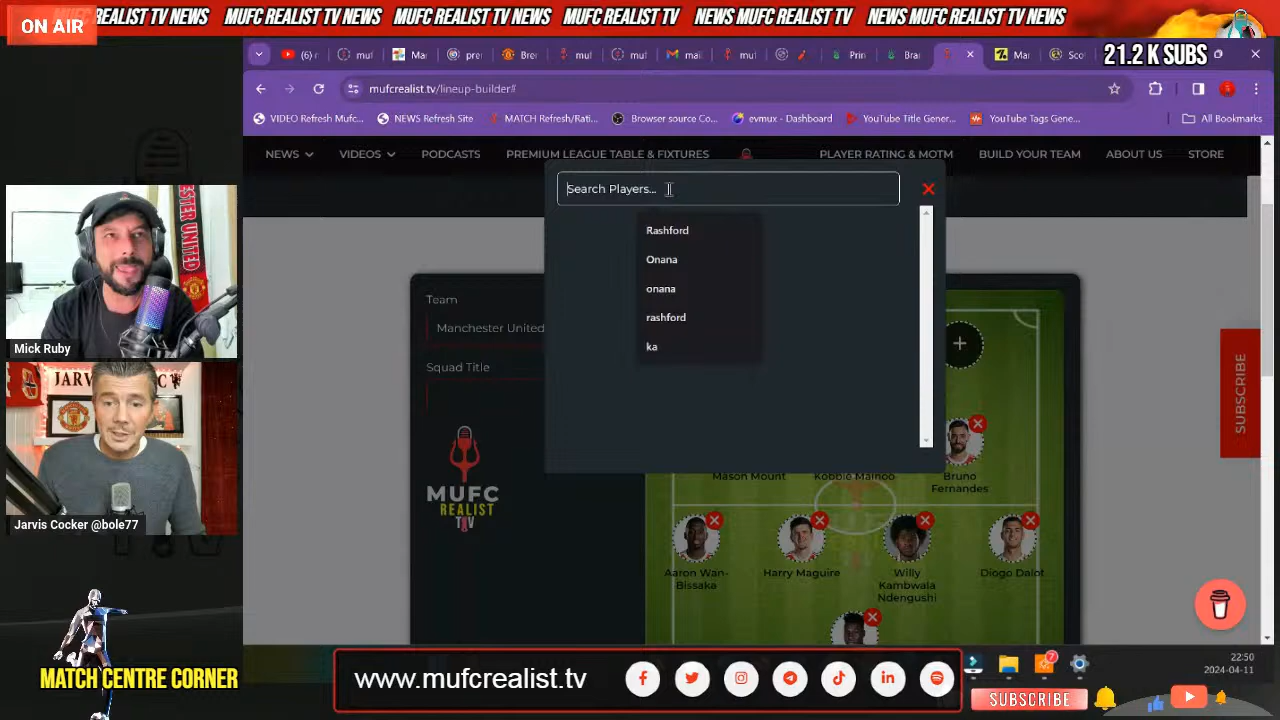 MUFC REALIST TV NEWS MUFC REALIST TV NEWS MUFC REALIST TV NEWS MUFC REALIST TV NEWS MUFC REALIST TV NEWS MUFC REALIST TV NEWS
ON AIR
21.2 K SUBS
mufcrealist.tv/lineup-builder#
VIDEO Refresh Mufc...
NEWS Refresh Site
MATCH Refresh/Rati...
Browser source Co...
evmux - Dashboard
YouTube Title Gener...
YouTube Tags Gene...
All Bookmarks
NEWS
VIDEOS
PODCASTS
PREMIUM LEAGUE TABLE & FIXTURES
PLAYER RATING & MOTM
BUILD YOUR TEAM
ABOUT US
STORE
Search Players...
Rashford
Onana
onana
rashford
ka
Team
Manchester United
Squad Title
MUFC
REALIST
TV
Mason Mount
Kobbie Mainoo
Bruno
Fernandes
Aaron Wan-
Bissaka
Harry Maguire
Willy
Kambwala
Ndengushi
Diogo Dalot
SUBSCRIBE
Mick Ruby
Jarvis Cocker @bole77
MATCH CENTRE CORNER
www.mufcrealist.tv
7
22:50
2024-04-11
SUBSCRIBE